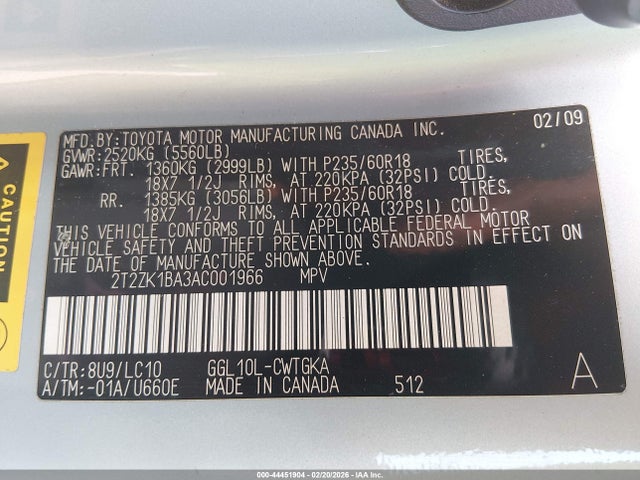 MFD.BY:TOYOTA MOTOR MANUFACTURING CANADA INC. 02/09
GVWR:2520KG (5560LB)
GAWR:FRT. 1360KG (2999LB) WITH P235/60R18 TIRES,
18X7 1/2J RIMS, AT 220KPA (32PSI) COLD.
RR. 1385KG (3056LB) WITH P235/60R18 TIRES,
18X7 1/2J RIMS, AT 220KPA (32PSI) COLD.
THIS VEHICLE CONFORMS TO ALL APPLICABLE FEDERAL MOTOR
VEHICLE SAFETY AND THEFT PREVENTION STANDARDS IN EFFECT ON
THE DATE OF MANUFACTURE SHOWN ABOVE.
2T2ZK1BA3AC001966 MPV
C/TR:8U9/LC10 GGL10L-CWTGKA
A/TM:-01A/U660E MADE IN CANADA 512 A
CAUTION
000-44451904 - 02/20/2026 - IAA Inc.